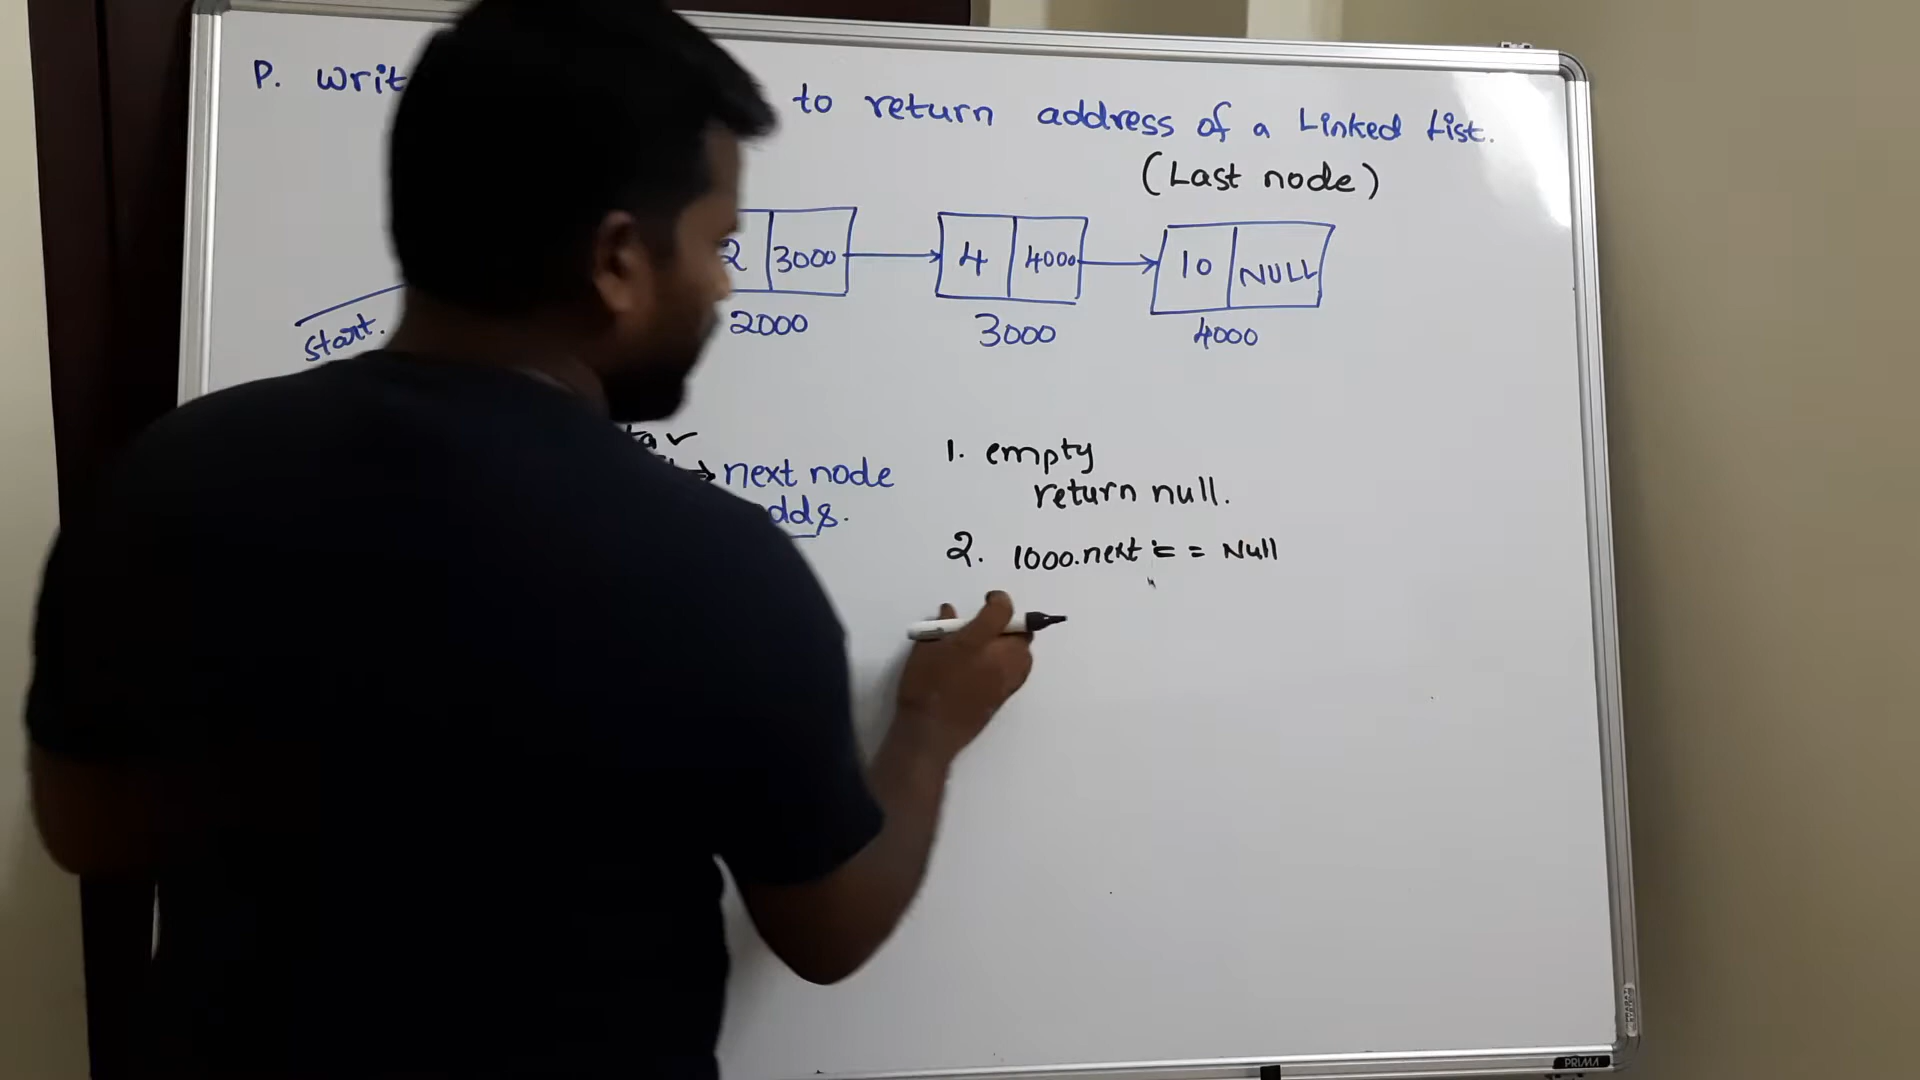 P. writ to return address of a Linked List.
(Last node)
2 3000 4 4000 10 NULL
start. 2000 3000 4000
next node
1. empty
return null.
2. 1000.next == Null
PRIMA